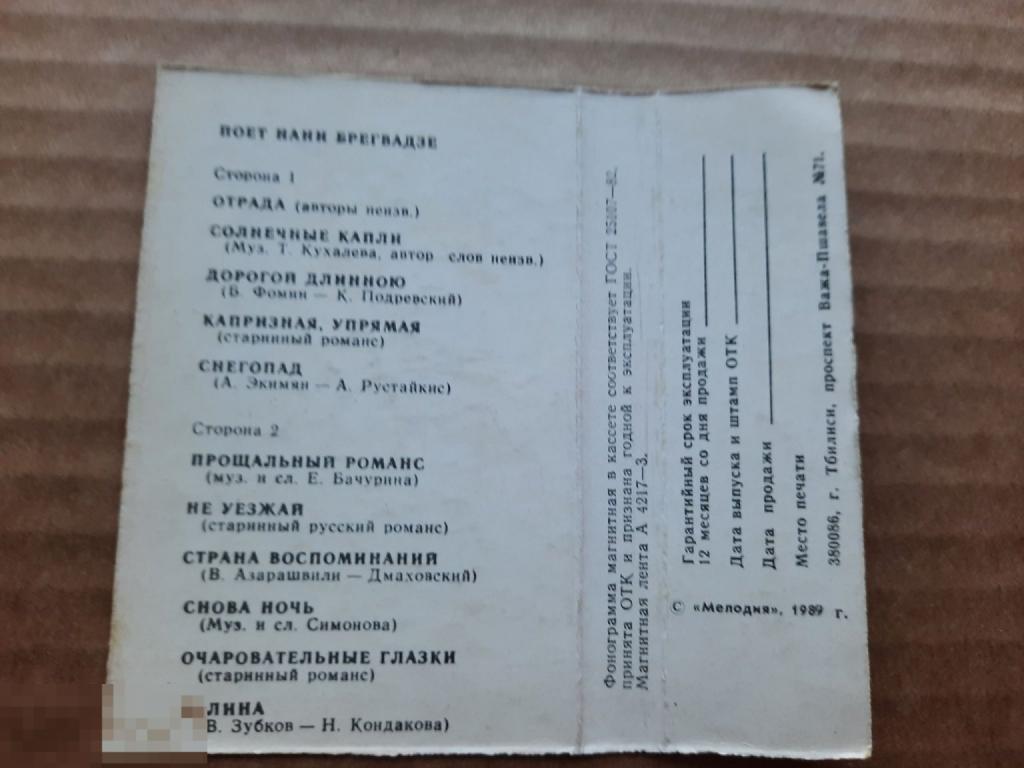 ПОЕТ НАНИ БРЕГВАДЗЕ
Сторона 1
ОТРАДА (авторы неизв.)
СОЛНЕЧНЫЕ КАПЛИ
(Муз. Т. Кухалева, автор слов неизв.)
ДОРОГОЙ ДЛИННОЮ
(Б. Фомин — К. Подревский)
КАПРИЗНАЯ, УПРЯМАЯ
(старинный романс)
СНЕГОПАД
(А. Экимян — А. Рустайкис)
Сторона 2
ПРОЩАЛЬНЫЙ РОМАНС
(муз. и сл. Е. Бачурина)
НЕ УЕЗЖАЙ
(старинный русский романс)
СТРАНА ВОСПОМИНАНИЙ
(В. Азарашвили — Дмаховский)
СНОВА НОЧЬ
(Муз. и сл. Симонова)
ОЧАРОВАТЕЛЬНЫЕ ГЛАЗКИ
(старинный романс)
ЛИНА
В. Зубков — Н. Кондакова)
Фонограмма магнитная в кассете соответствует ГОСТ 25107—82,
принята ОТК и признана годной к эксплуатации.
Магнитная лента А 4217—3.
Гарантийный срок эксплуатации
12 месяцев со дня продажи
Дата выпуска и штамп ОТК
Дата продажи
Место печати
380086, г. Тбилиси, проспект Важа-Пшавела №71.
© «Мелодия», 1989 г.